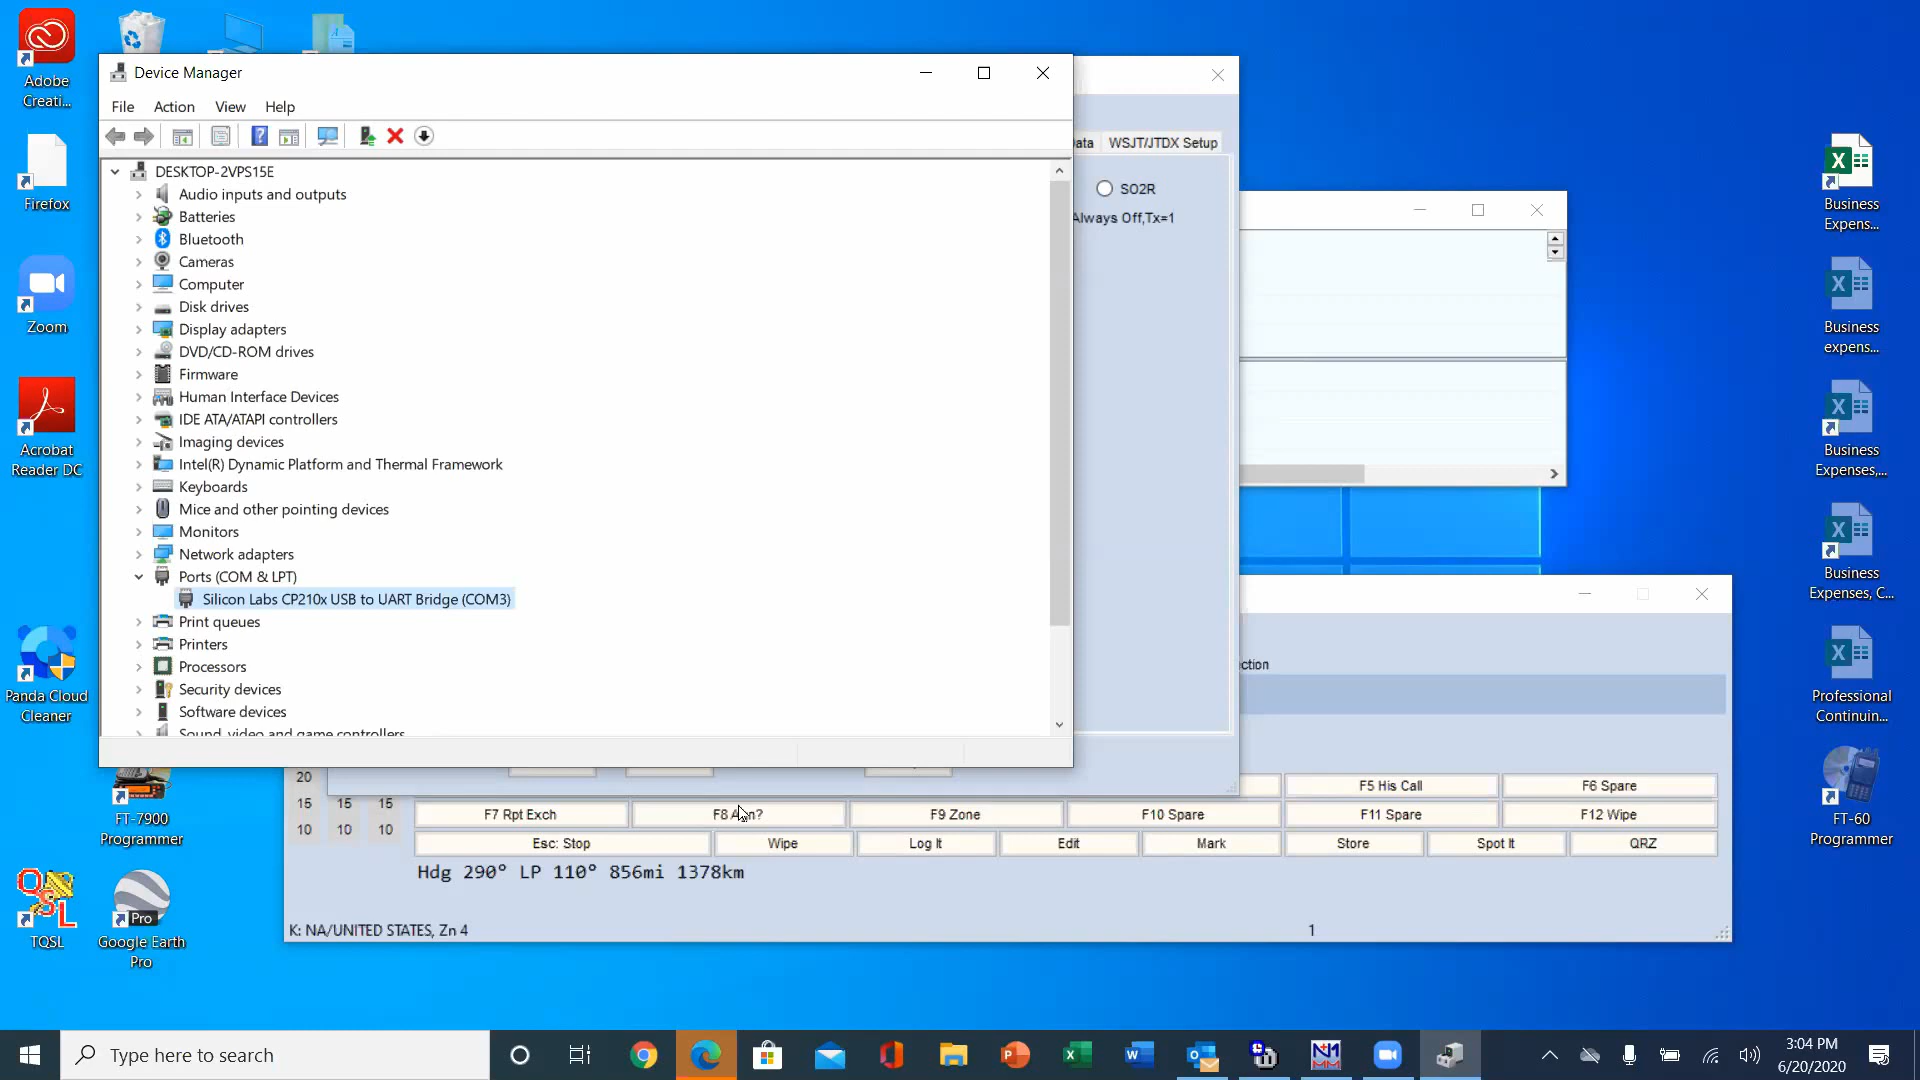 Adobe
Creati...
Firefox
Zoom
Acrobat
Reader DC
Panda Cloud
Cleaner
FT-7900
Programmer
TQSL
Google Earth
Pro
Device Manager
File Action View Help
DESKTOP-2VPS15E
Audio inputs and outputs
Batteries
Bluetooth
Cameras
Computer
Disk drives
Display adapters
DVD/CD-ROM drives
Firmware
Human Interface Devices
IDE ATA/ATAPI controllers
Imaging devices
Intel(R) Dynamic Platform and Thermal Framework
Keyboards
Mice and other pointing devices
Monitors
Network adapters
Ports (COM & LPT)
Silicon Labs CP210x USB to UART Bridge (COM3)
Print queues
Printers
Processors
Security devices
Software devices
Sound, video and game controllers
WSJT/JTDX Setup
SO2R
Always Off,Tx=1
20
15 15 15
10 10 10
F5 His Call F6 Spare
F7 Rpt Exch F8 F9 Zone F10 Spare F11 Spare F12 Wipe
Esc: Stop Wipe Log It Edit Mark Store Spot It QRZ
Hdg 290° LP 110° 856mi 1378km
K: NA/UNITED STATES, Zn 4 1
Business
Expens...
Business
expens...
Business
Expenses,...
Business
Expenses, C...
Professional
Continuin...
FT-60
Programmer
Type here to search
3:04 PM
6/20/2020